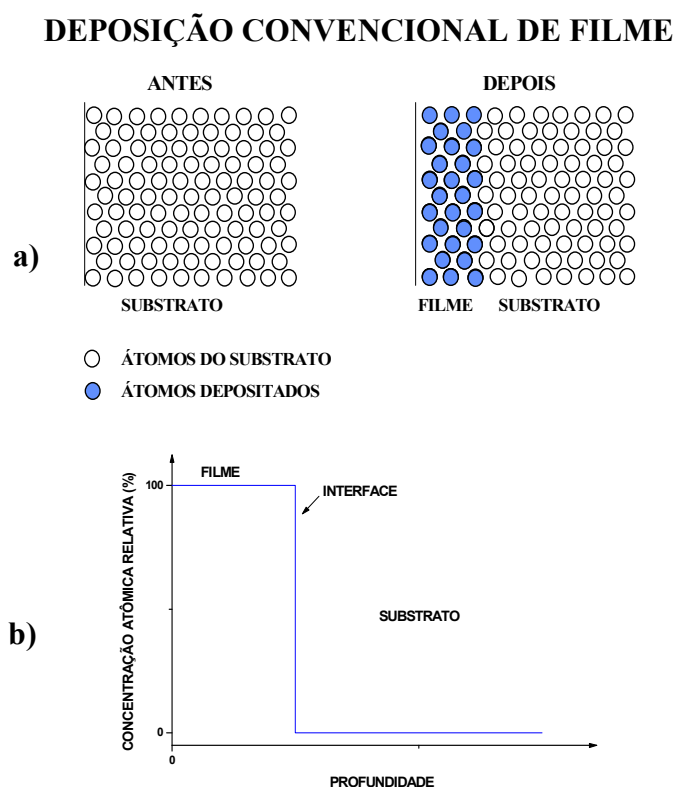 DEPOSIÇÃO CONVENCIONAL DE FILME
ANTES
DEPOIS
a)
SUBSTRATO
FILME
SUBSTRATO
ÁTOMOS DO SUBSTRATO
ÁTOMOS DEPOSITADOS
b)
CONCENTRAÇÃO ATÔMICA RELATIVA (%)
100
FILME
INTERFACE
SUBSTRATO
0
0
PROFUNDIDADE